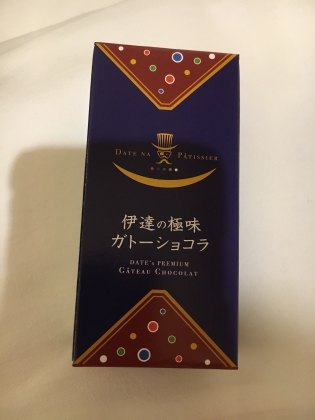 DATE NA PÂTISSIER
伊達の極味
ガトーショコラ
DATE's PREMIUM
GÂTEAU CHOCOLAT